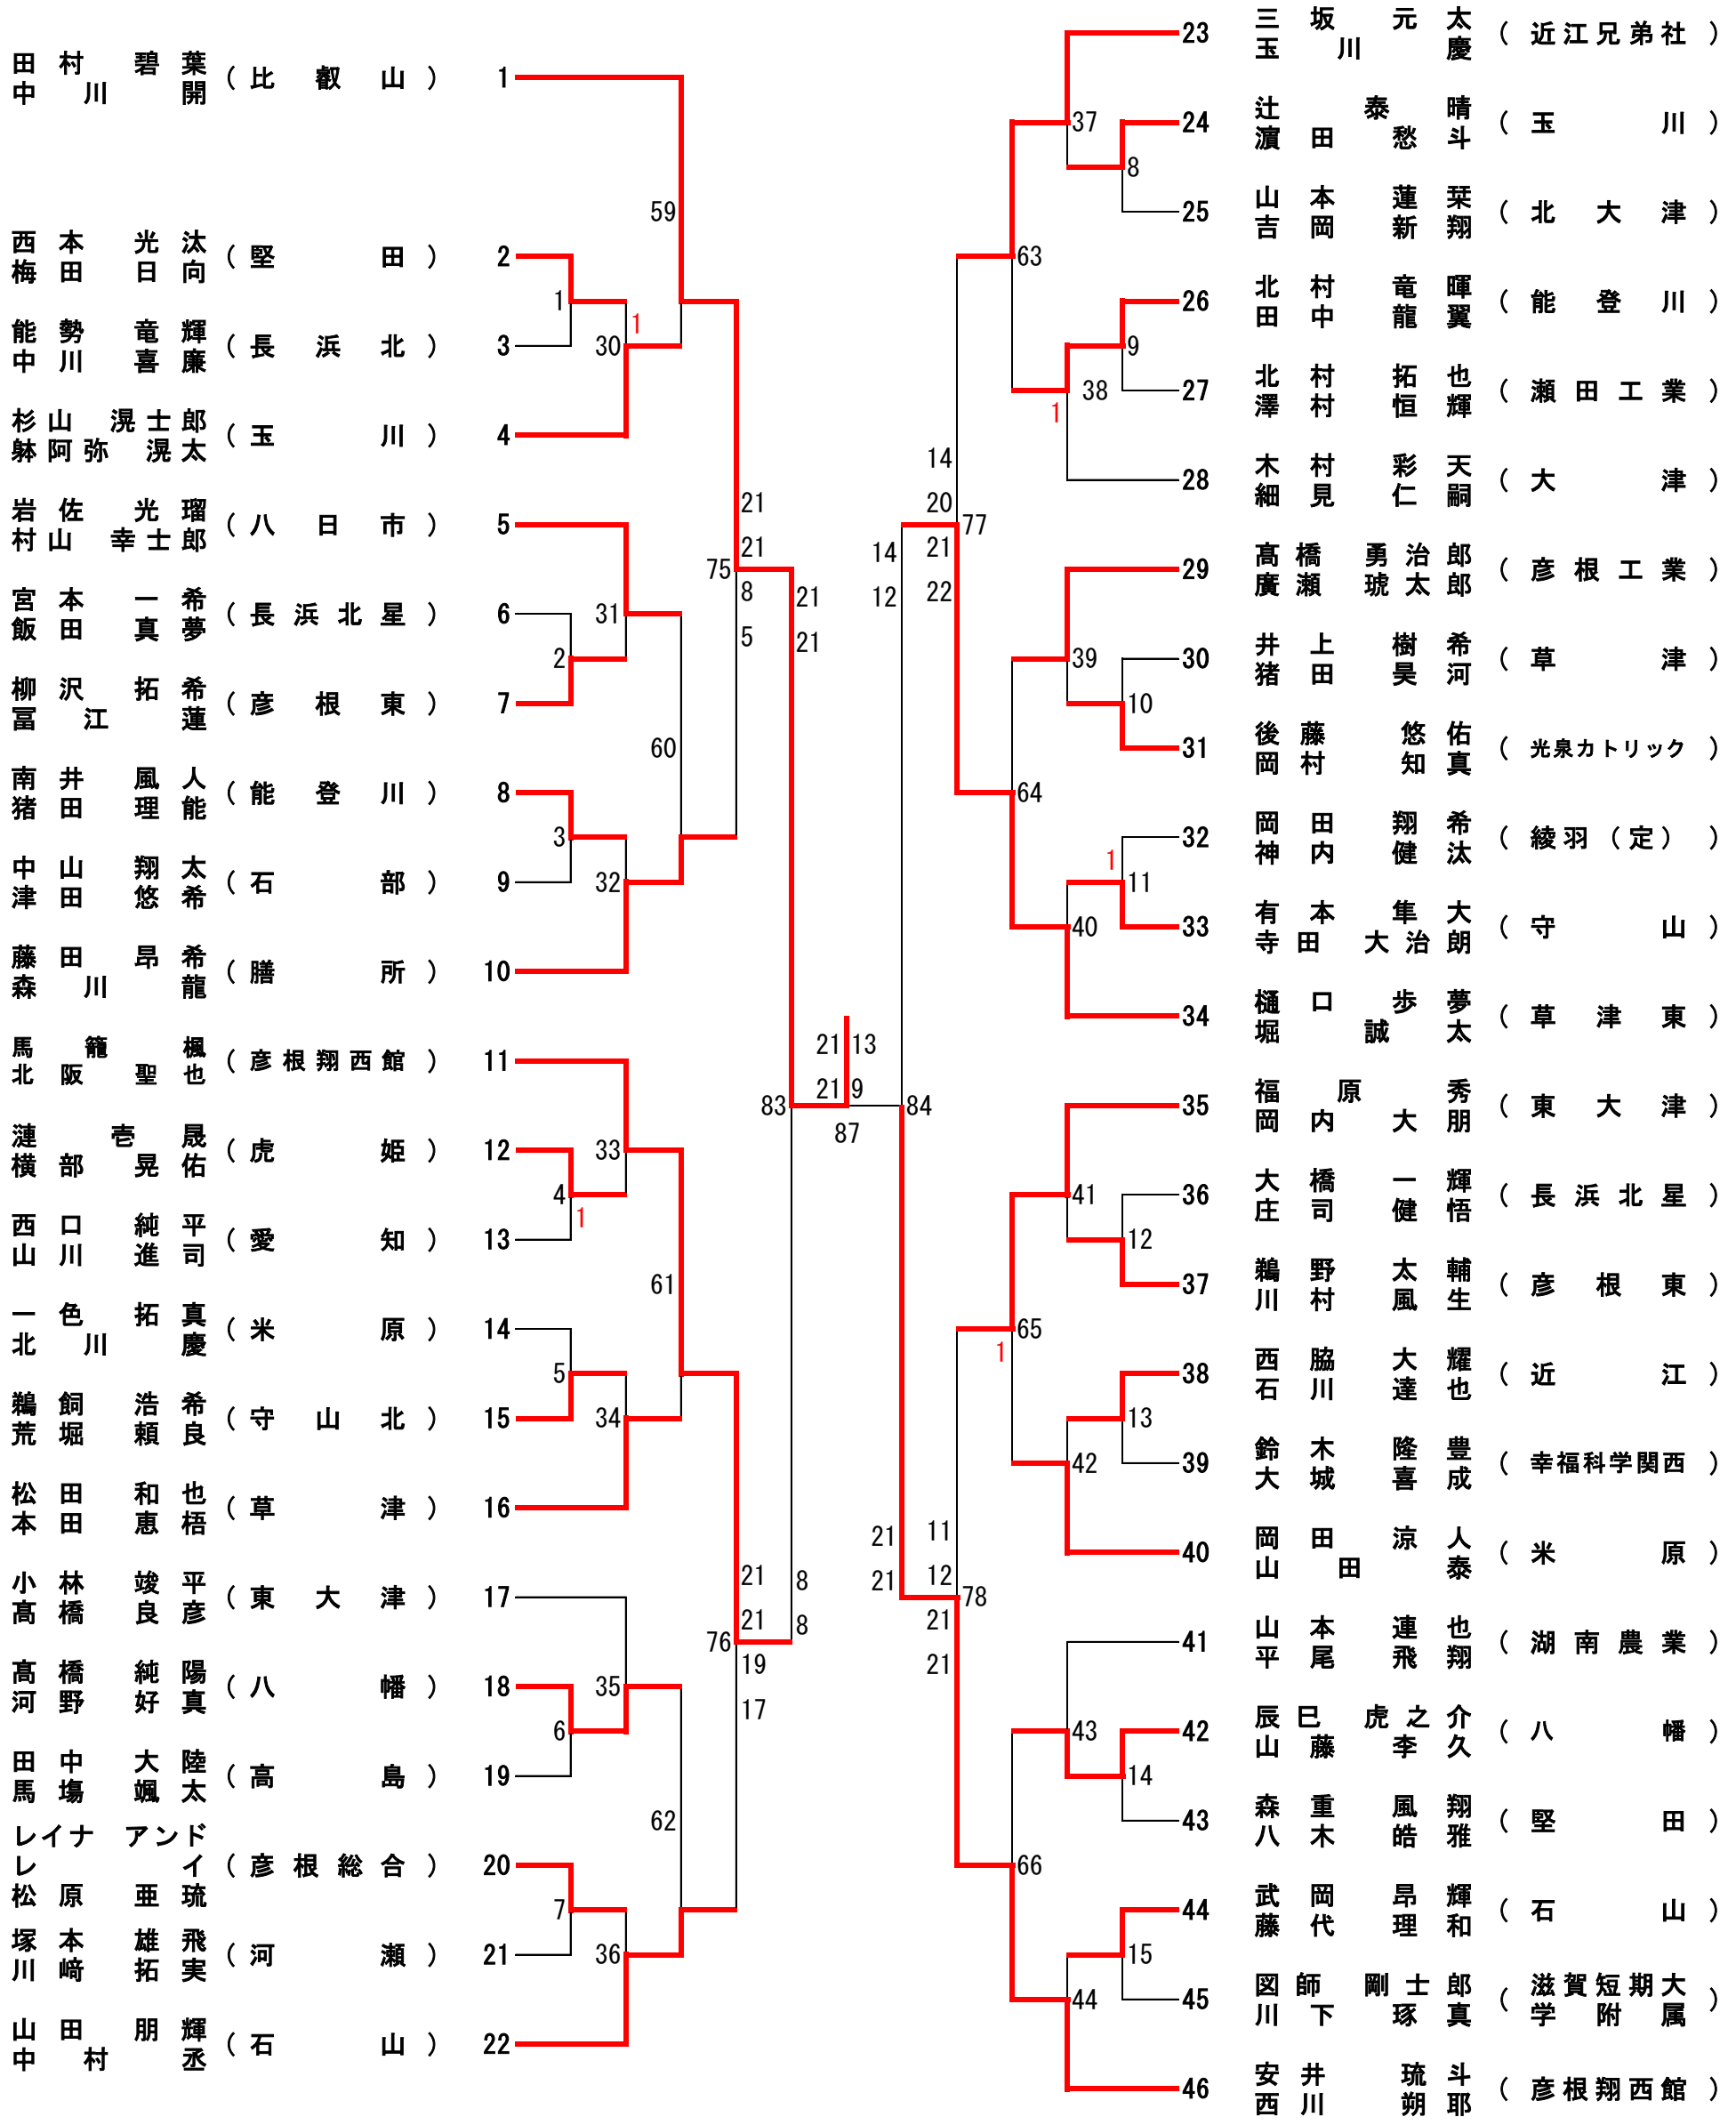 田村 碧葉
中川 開
(比叡山) 1
西本 光汰
梅田 日向
(堅田) 2
能勢 竜輝
中川 喜廉
(長浜北) 3
杉山 滉士郎
躰阿弥 滉太
(玉川) 4
岩佐 光瑠
村山 幸士郎
(八日市) 5
宮本 一希
飯田 真夢
(長浜北星) 6
柳沢 拓希
冨江 蓮
(彦根東) 7
南井 風人
猪田 理能
(能登川) 8
中山 翔太
津田 悠希
(石部) 9
藤田 昂希
森川 龍
(膳所) 10
馬籠 楓
北阪 聖也
(彦根翔西館) 11
漣 壱晟
横部 晃佑
(虎姫) 12
西口 純平
山川 進司
(愛知) 13
一色 拓真
北川 慶
(米原) 14
鵜飼 浩希
荒堀 頼良
(守山北) 15
松田 和也
本田 恵梧
(草津) 16
小林 竣平
髙橋 良彦
(東大津) 17
髙橋 純陽
河野 好真
(八幡) 18
田中 大陸
馬塲 颯太
(高島) 19
レイナ アンド
レイ
松原 亜琉
(彦根総合) 20
塚本 雄飛
川﨑 拓実
(河瀬) 21
山田 朋輝
中村 丞
(石山) 22
1
2
3
4
1
5
6
7
30
1
31
32
33
34
35
36
59
60
61
62
21
21
75
8
5
21
21
76
19
17
21
21
83
8
8
21 13
21 9
87
14
12
84
21
21
14
20
77
21
22
11
12
78
21
21
63
64
65
1
66
37
38
1
39
40
41
42
43
44
8
9
10
1
11
12
13
14
15
23 三坂 元太
玉川 慶
(近江兄弟社)
24 辻 泰晴
濵田 愁斗
(玉川)
25 山本 蓮栞
吉岡 新翔
(北大津)
26 北村 竜暉
田中 龍翼
(能登川)
27 北村 拓也
澤村 恒輝
(瀬田工業)
28 木村 彩天
細見 仁嗣
(大津)
29 髙橋 勇治郎
廣瀬 琥太郎
(彦根工業)
30 井上 樹希
猪田 昊河
(草津)
31 後藤 悠佑
岡村 知真
(光泉カトリック)
32 岡田 翔希
神内 健汰
(綾羽(定))
33 有本 隼大
寺田 大治朗
(守山)
34 樋口 歩夢
堀 誠太
(草津東)
35 福原 秀
岡内 大朋
(東大津)
36 大橋 一輝
庄司 健悟
(長浜北星)
37 鵜野 太輔
川村 風生
(彦根東)
38 西脇 大耀
石川 達也
(近江)
39 鈴木 隆豊
大城 喜成
(幸福科学関西)
40 岡田 涼人
山田 泰
(米原)
41 山本 連也
平尾 飛翔
(湖南農業)
42 辰巳 虎之介
山藤 李久
(八幡)
43 森重 風翔
八木 皓雅
(堅田)
44 武岡 昂輝
藤代 理和
(石山)
45 図師 剛士郎
川下 琢真
(滋賀短期大
学附属)
46 安井 琉斗
西川 朔耶
(彦根翔西館)